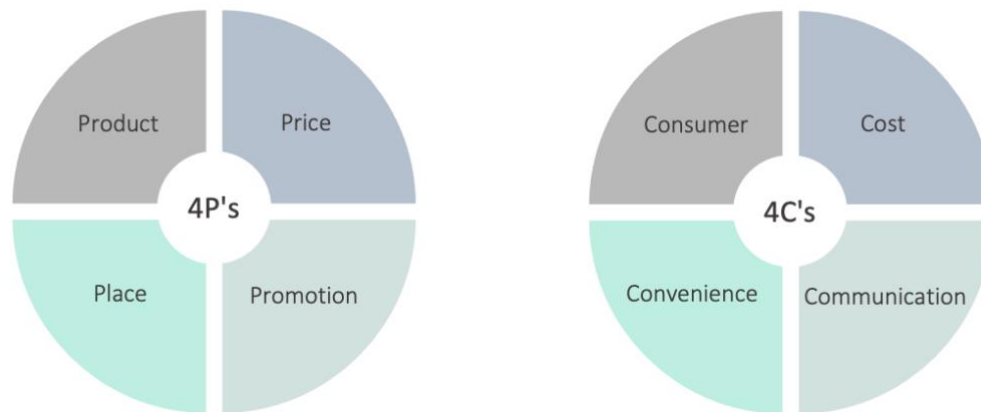 Product
Price
4P's
Place
Promotion
Consumer
Cost
4C's
Convenience
Communication